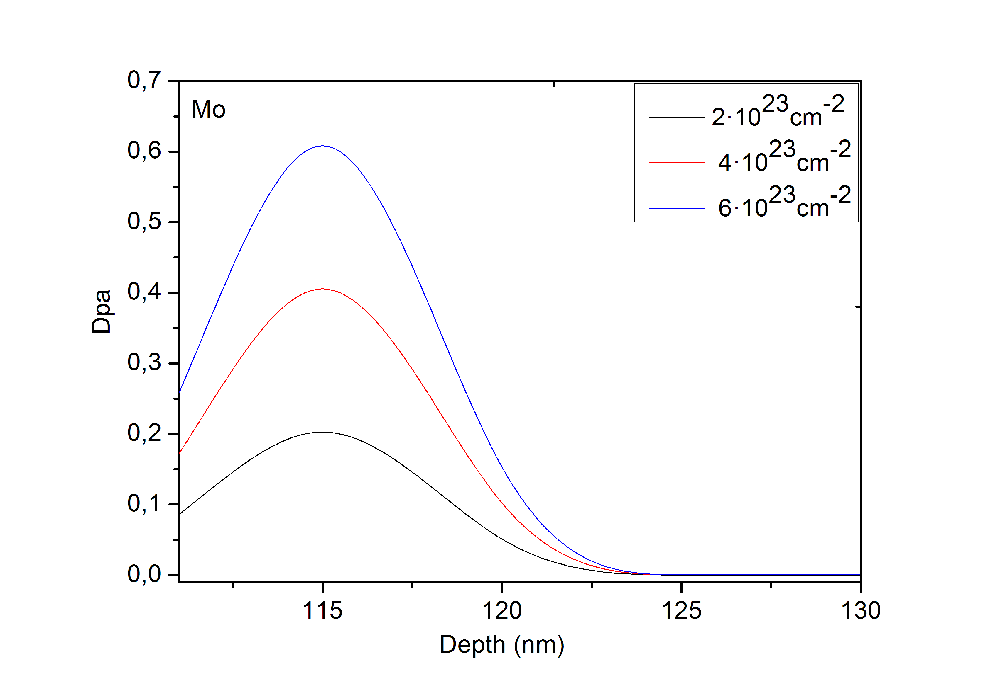 0,7
0,6
0,5
0,4
0,3
0,2
0,1
0,0
Dpa
Mo
2·10²³cm⁻²
4·10²³cm⁻²
6·10²³cm⁻²
115 120 125 130
Depth (nm)